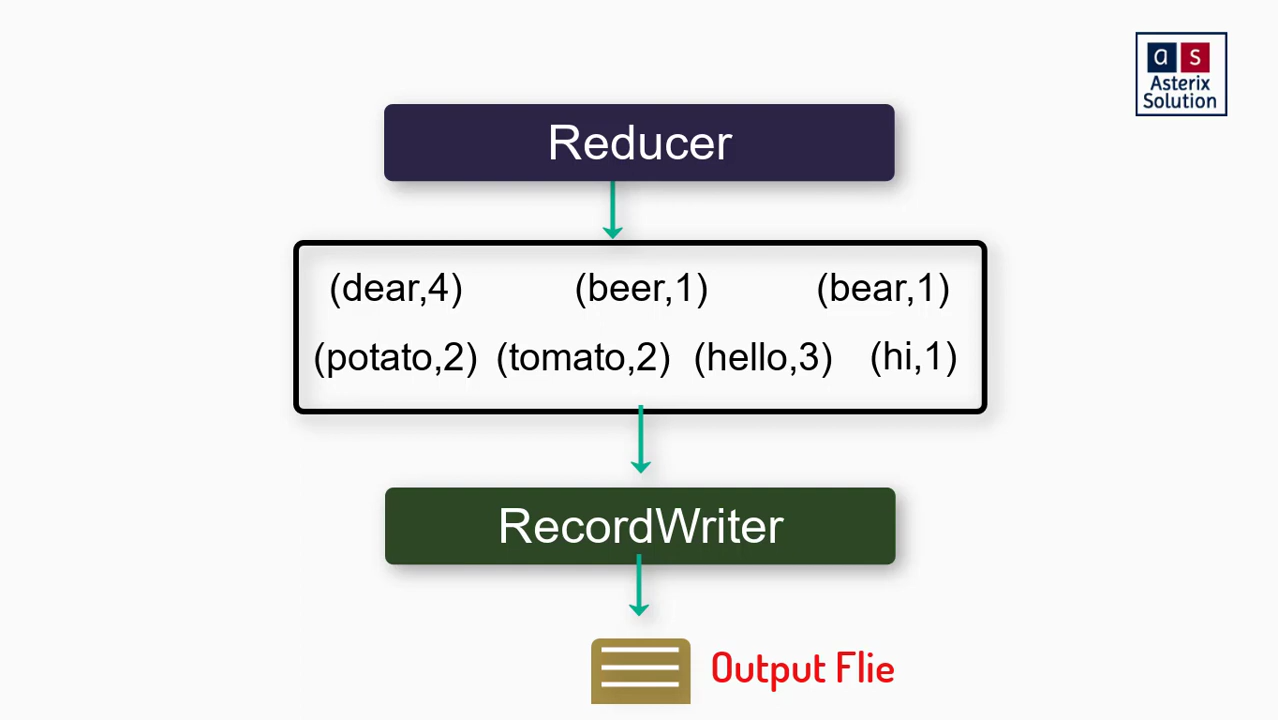 a s
Asterix
Solution
Reducer
(dear,4) (beer,1) (bear,1)
(potato,2) (tomato,2) (hello,3) (hi,1)
RecordWriter
Output Flie